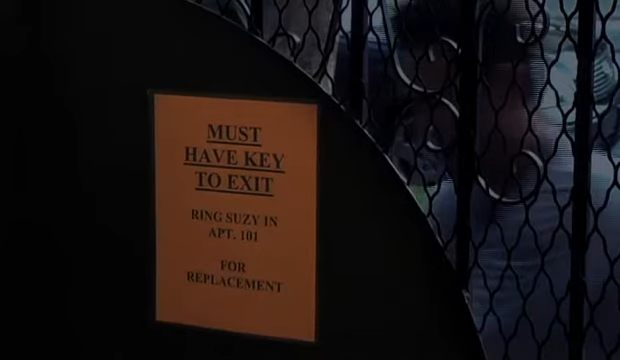 MUST
HAVE KEY
TO EXIT
RING SUZY IN
APT. 101
FOR
REPLACEMENT